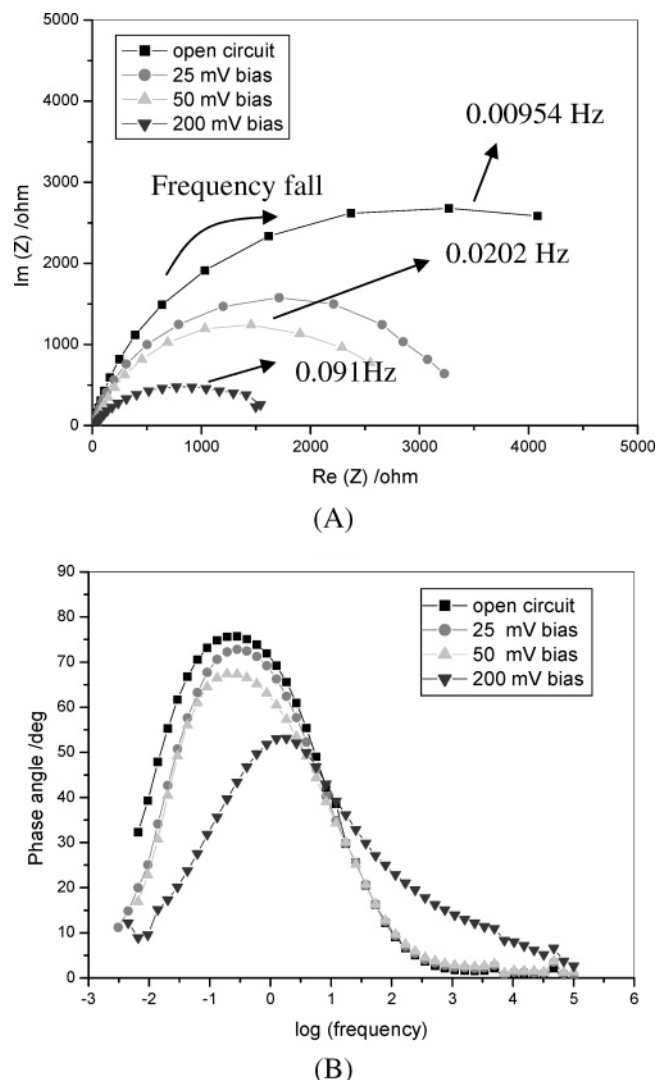 5000
4000
3000
2000
1000
0
Im (Z) /ohm
open circuit
25 mV bias
50 mV bias
200 mV bias
Frequency fall
0.00954 Hz
0.0202 Hz
0.091Hz
0 1000 2000 3000 4000 5000
Re (Z) /ohm
(A)
90
80
70
60
50
40
30
20
10
0
Phase angle /deg
open circuit
25 mV bias
50 mV bias
200 mV bias
-3 -2 -1 0 1 2 3 4 5 6
log (frequency)
(B)